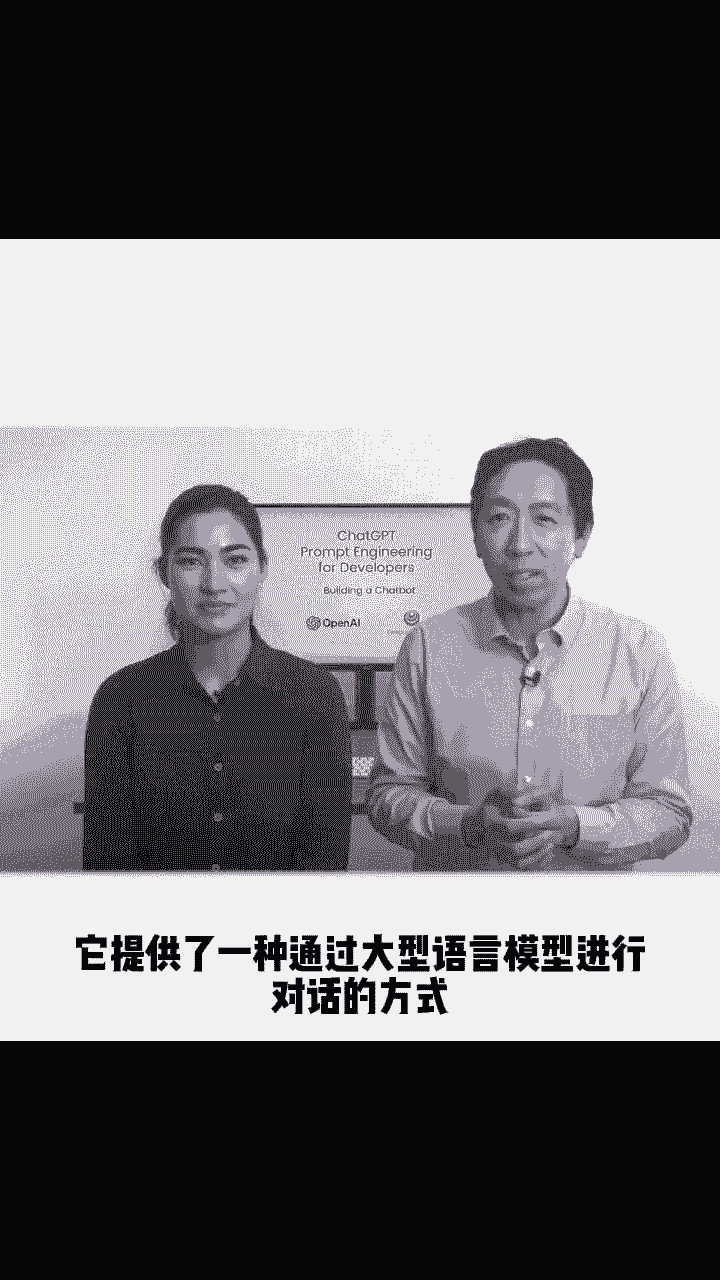 ChatGPT
Prompt Engineering
for Developers
Building a Chatbot
OpenAI
它提供了一种通过大型语言模型进行
对话的方式